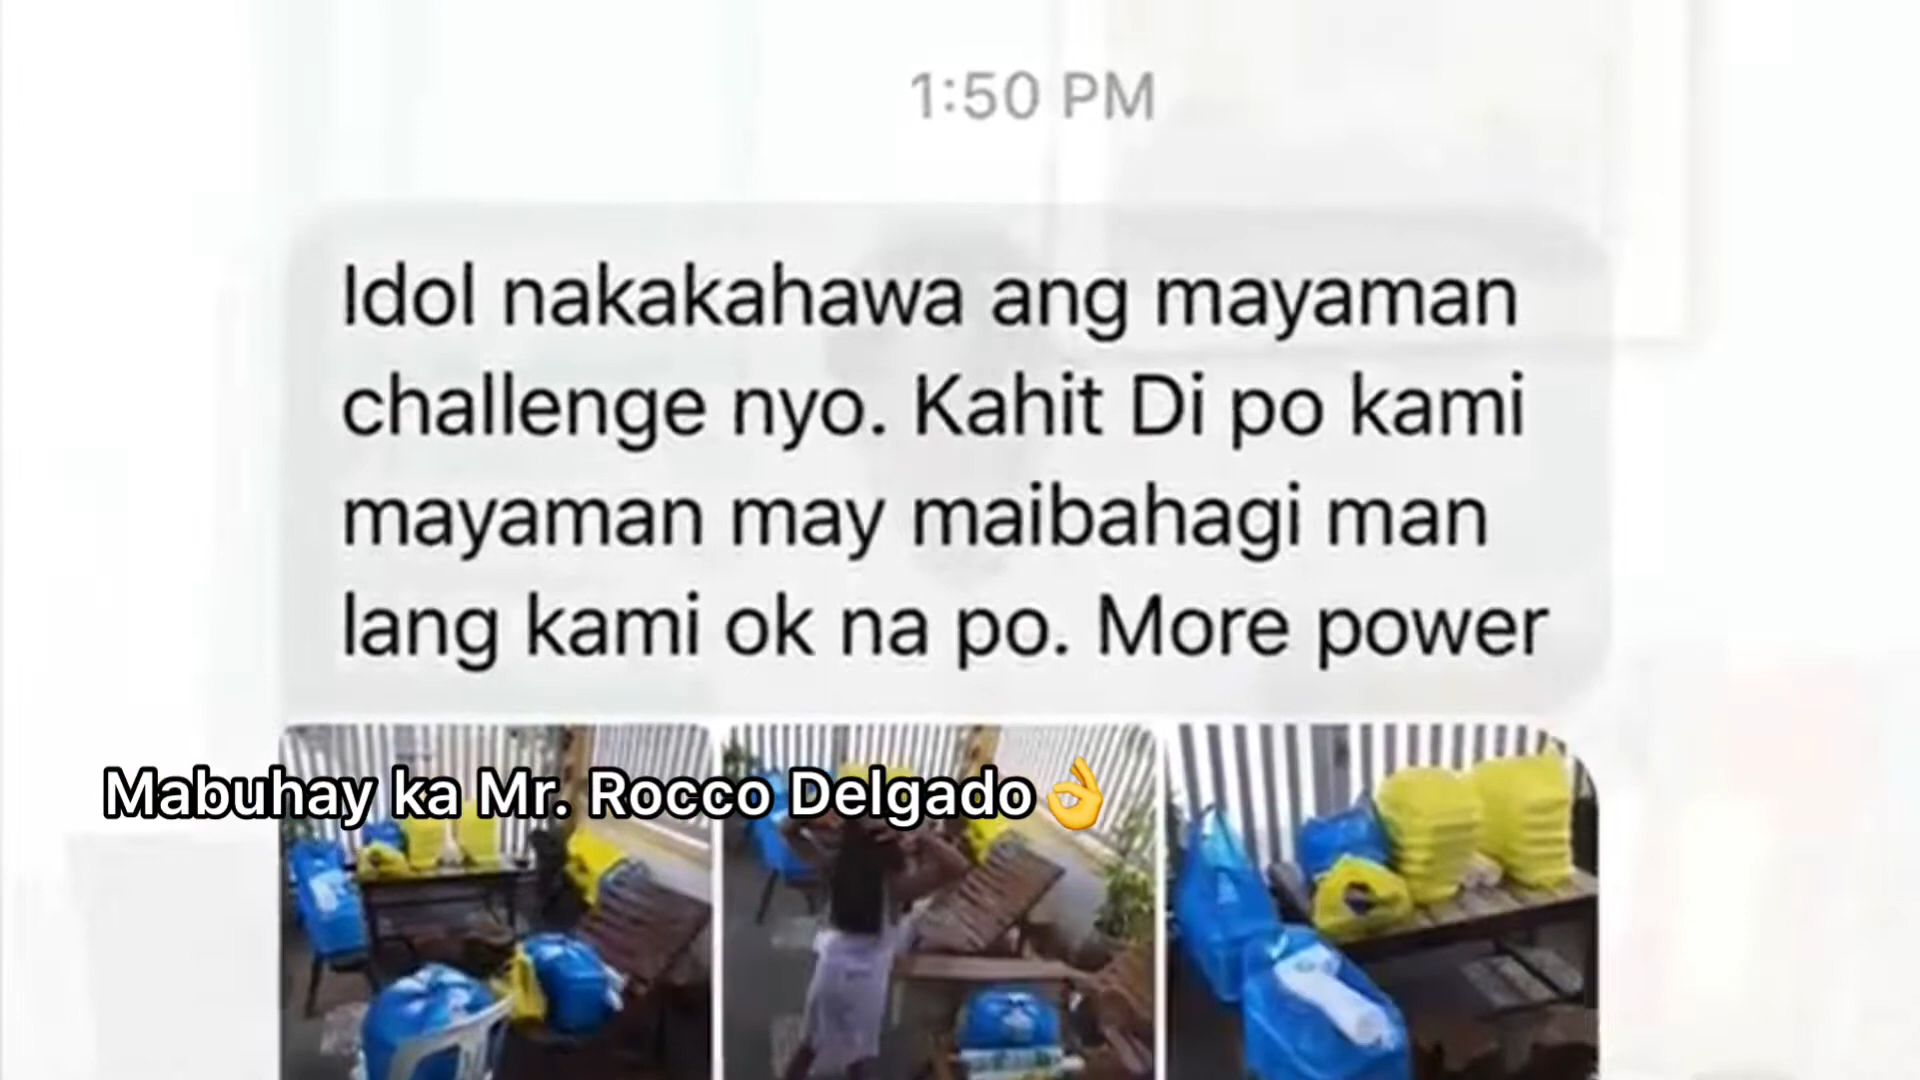 1:50 PM
Idol nakakahawa ang mayaman
challenge nyo. Kahit Di po kami
mayaman may maibahagi man
lang kami ok na po. More power
Mabuhay ka Mr. Rocco Delgado👌